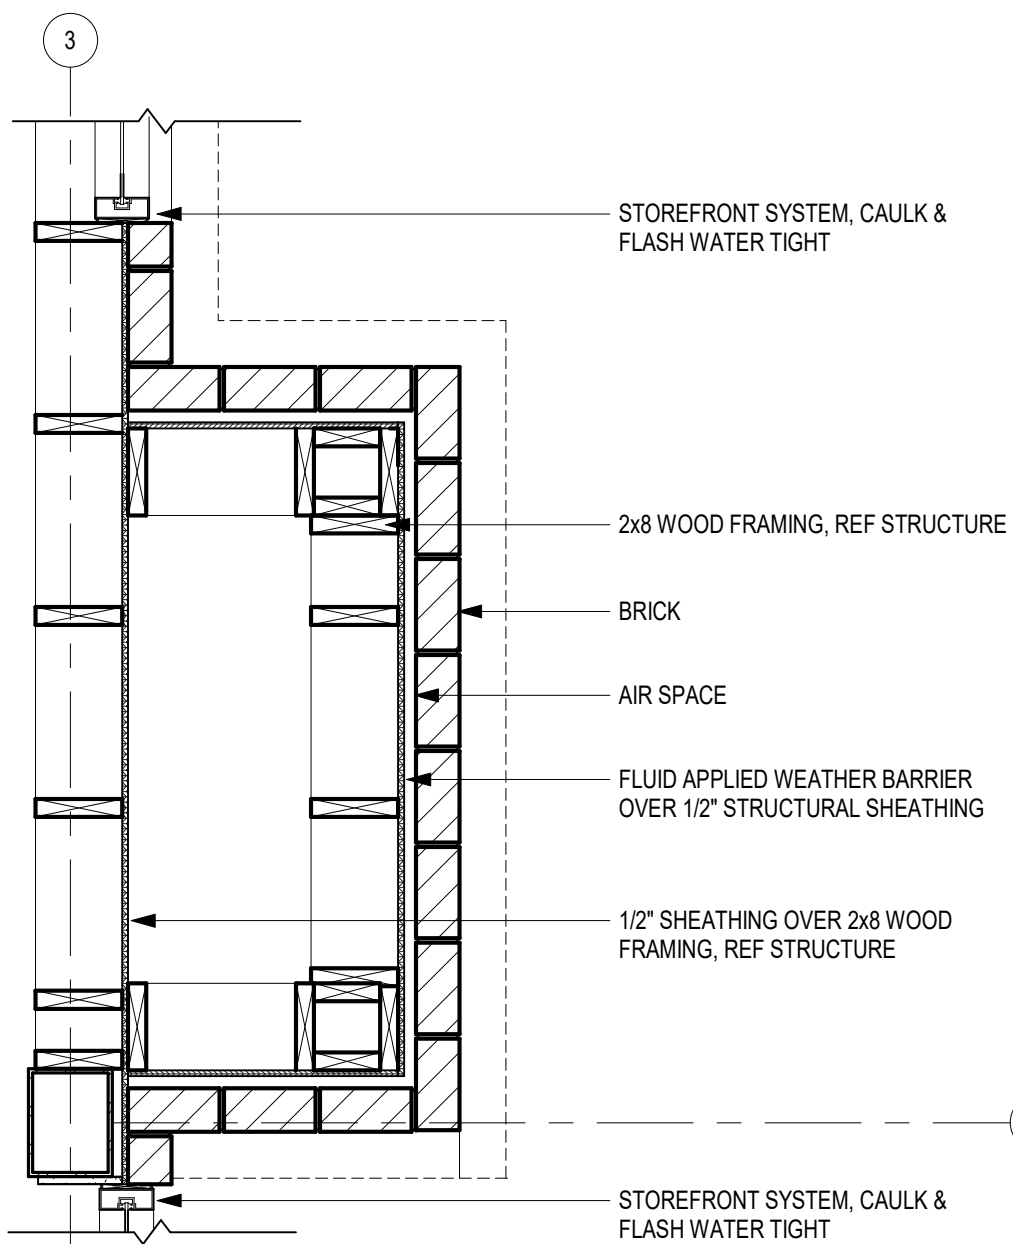 3
STOREFRONT SYSTEM, CAULK &
FLASH WATER TIGHT
2x8 WOOD FRAMING, REF STRUCTURE
BRICK
AIR SPACE
FLUID APPLIED WEATHER BARRIER
OVER 1/2" STRUCTURAL SHEATHING
1/2" SHEATHING OVER 2x8 WOOD
FRAMING, REF STRUCTURE
STOREFRONT SYSTEM, CAULK &
FLASH WATER TIGHT